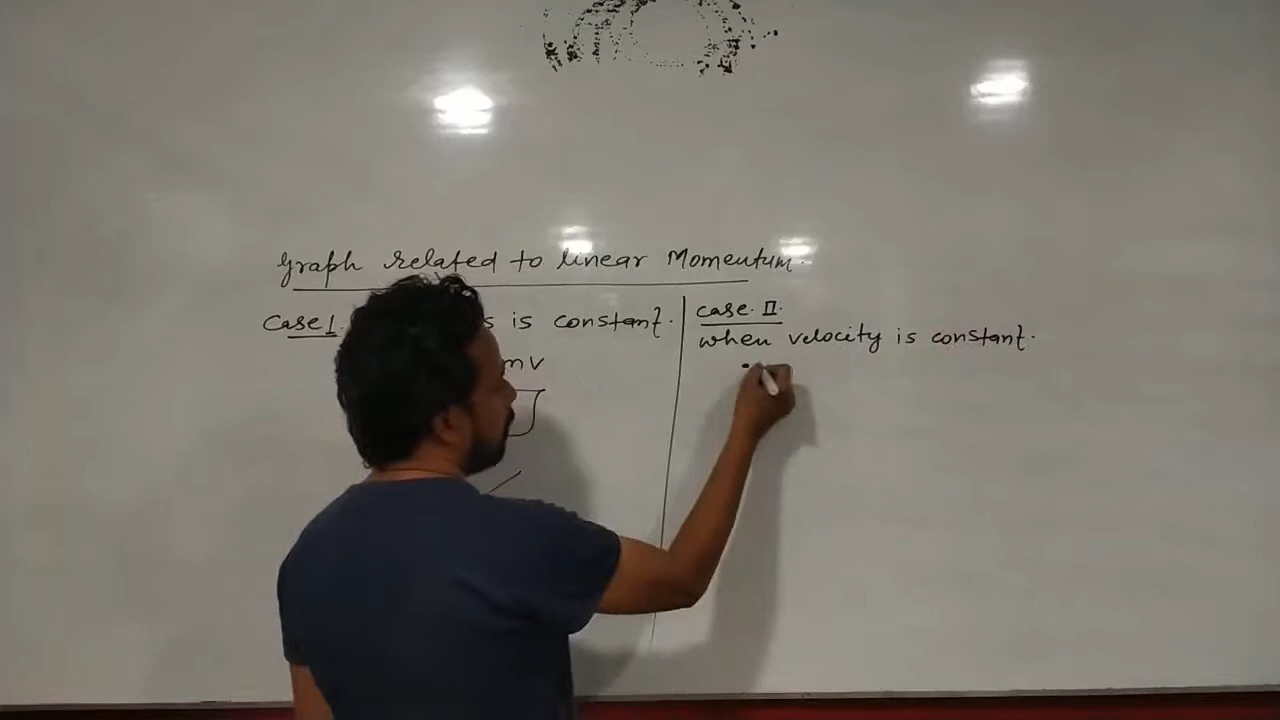 Graph related to linear Momentum.
Case I. s is constant.
mv
case. II.
when velocity is constant.